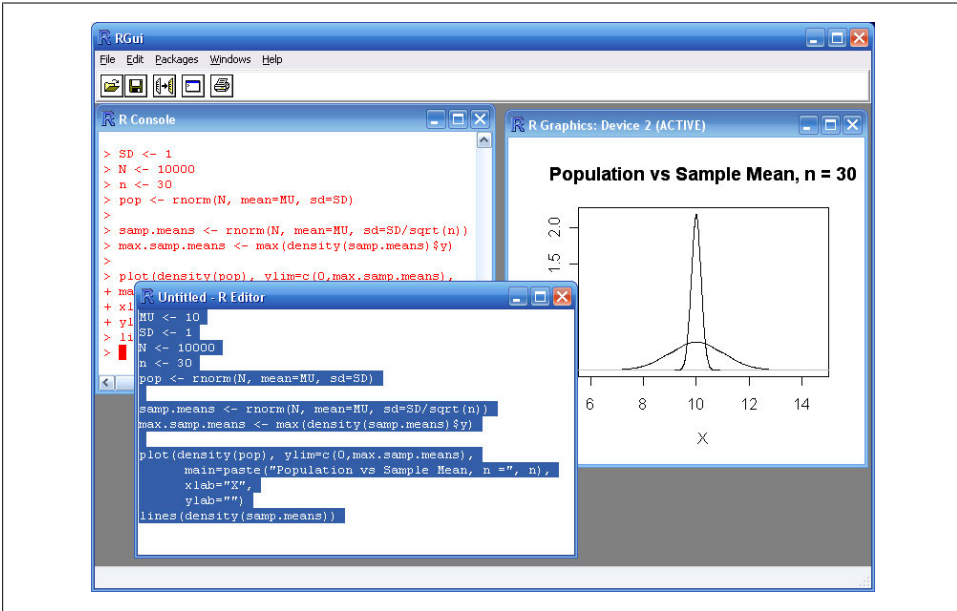 RGui
File Edit Packages Windows Help
R Console
> SD <- 1
> N <- 10000
> n <- 30
> pop <- rnorm(N, mean=MU, sd=SD)
>
> samp.means <- rnorm(N, mean=MU, sd=SD/sqrt(n))
> max.samp.means <- max(density(samp.means)$y)
>
> plot(density(pop), ylim=c(0,max.samp.means),
+ ma
+ xl
+ yl
> li
>
Untitled - R Editor
MU <- 10
SD <- 1
N <- 10000
n <- 30
pop <- rnorm(N, mean=MU, sd=SD)
samp.means <- rnorm(N, mean=MU, sd=SD/sqrt(n))
max.samp.means <- max(density(samp.means)$y)
plot(density(pop), ylim=c(0,max.samp.means),
main=paste("Population vs Sample Mean, n =", n),
xlab="X",
ylab="")
lines(density(samp.means))
R Graphics: Device 2 (ACTIVE)
Population vs Sample Mean, n = 30
2.0
1.5
6 8 10 12 14
X